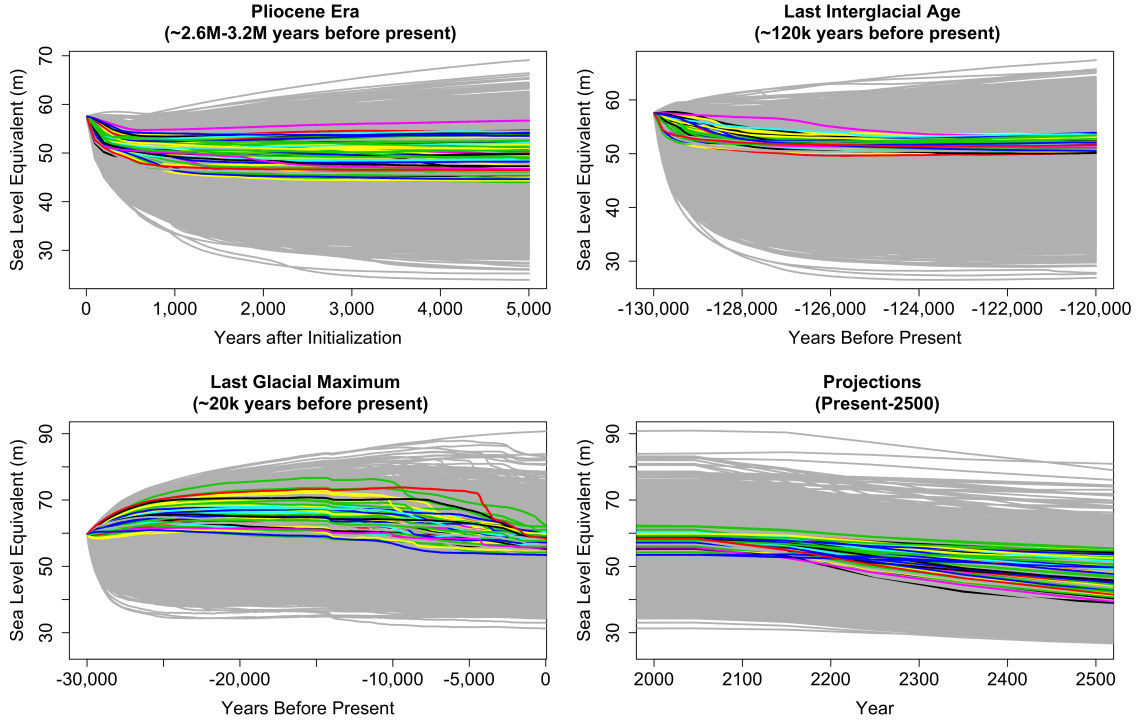 Pliocene Era
(~2.6M-3.2M years before present)
Sea Level Equivalent (m)
70
60
50
40
30
0
1,000
2,000
3,000
4,000
5,000
Years after Initialization
Last Interglacial Age
(~120k years before present)
Sea Level Equivalent (m)
60
50
40
30
-130,000
-128,000
-126,000
-124,000
-122,000
-120,000
Years Before Present
Last Glacial Maximum
(~20k years before present)
Sea Level Equivalent (m)
90
70
50
30
-30,000
-20,000
-10,000
-5,000
0
Years Before Present
Projections
(Present-2500)
Sea Level Equivalent (m)
90
70
50
30
2000
2100
2200
2300
2400
2500
Year